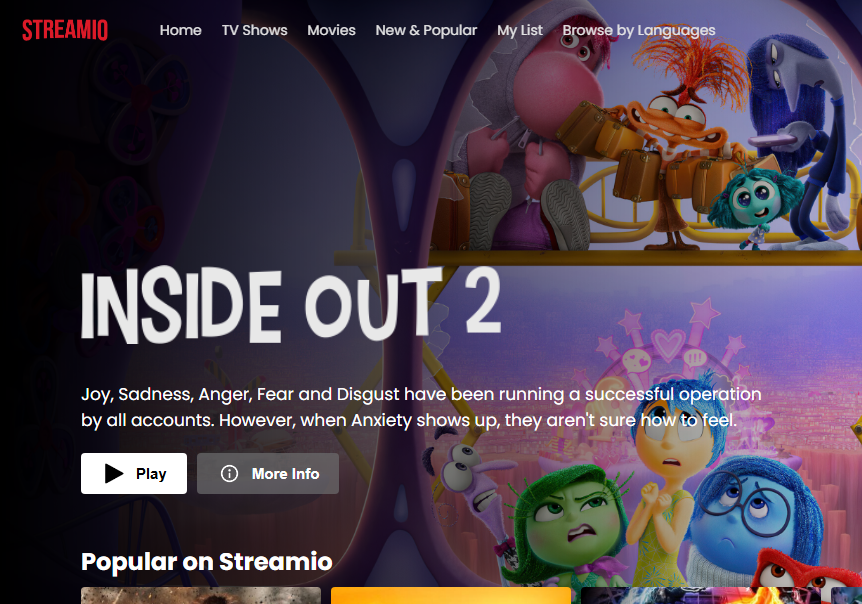 STREAMIO
Home TV Shows Movies New & Popular My List Browse by Languages
INSIDE OUT 2
Joy, Sadness, Anger, Fear and Disgust have been running a successful operation
by all accounts. However, when Anxiety shows up, they aren't sure how to feel.
Play More Info
Popular on Streamio